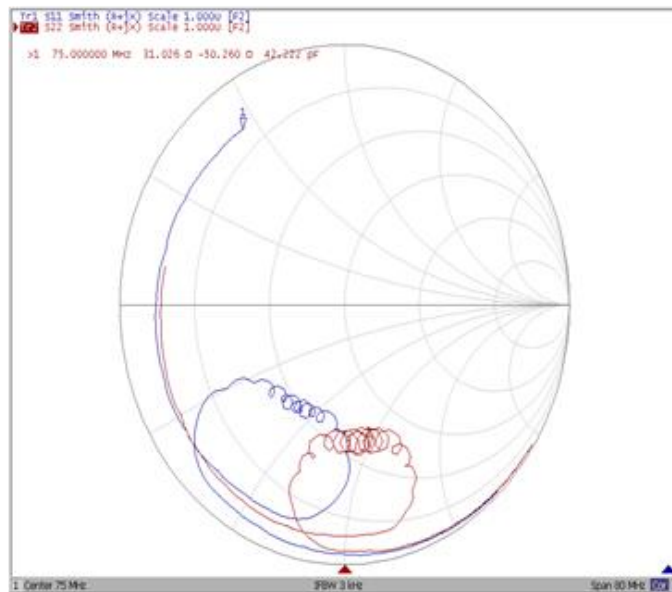 Tr1 S11 Smith (R+jX) Scale 1.000U [F2]
Tr2 S22 Smith (R+jX) Scale 1.000U [F2]
>1 75.000000 MHz 31.026 Ω -50.260 Ω 42.222 pF
1
1 Center 75 MHz IFBW 3 kHz Span 80 MHz Cor